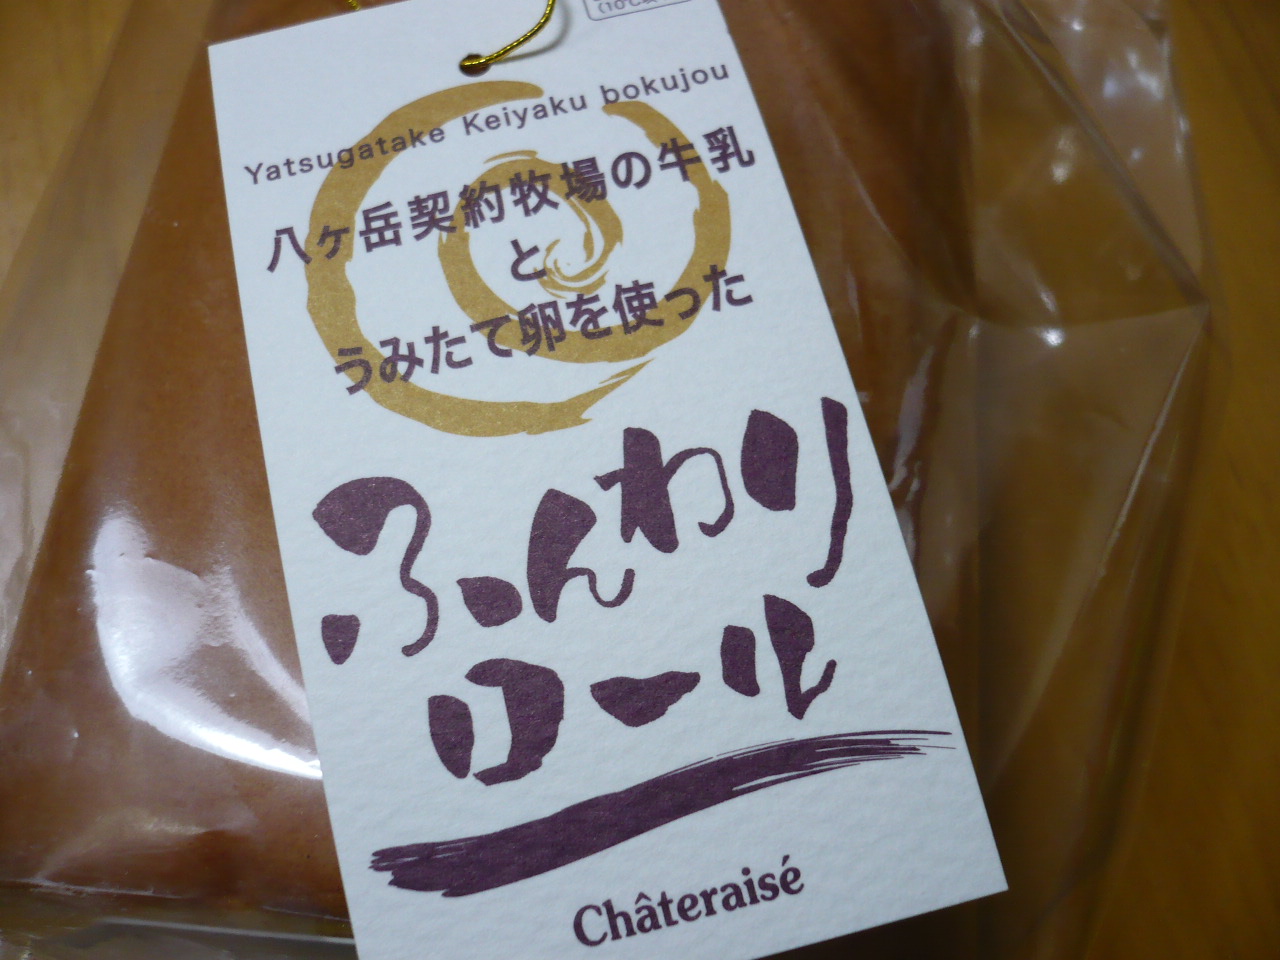 Yatsugatake Keiyaku bokujou
八ヶ岳契約牧場の牛乳
と
うみたて卵を使った
ふんわり
ロール
Châteraisé